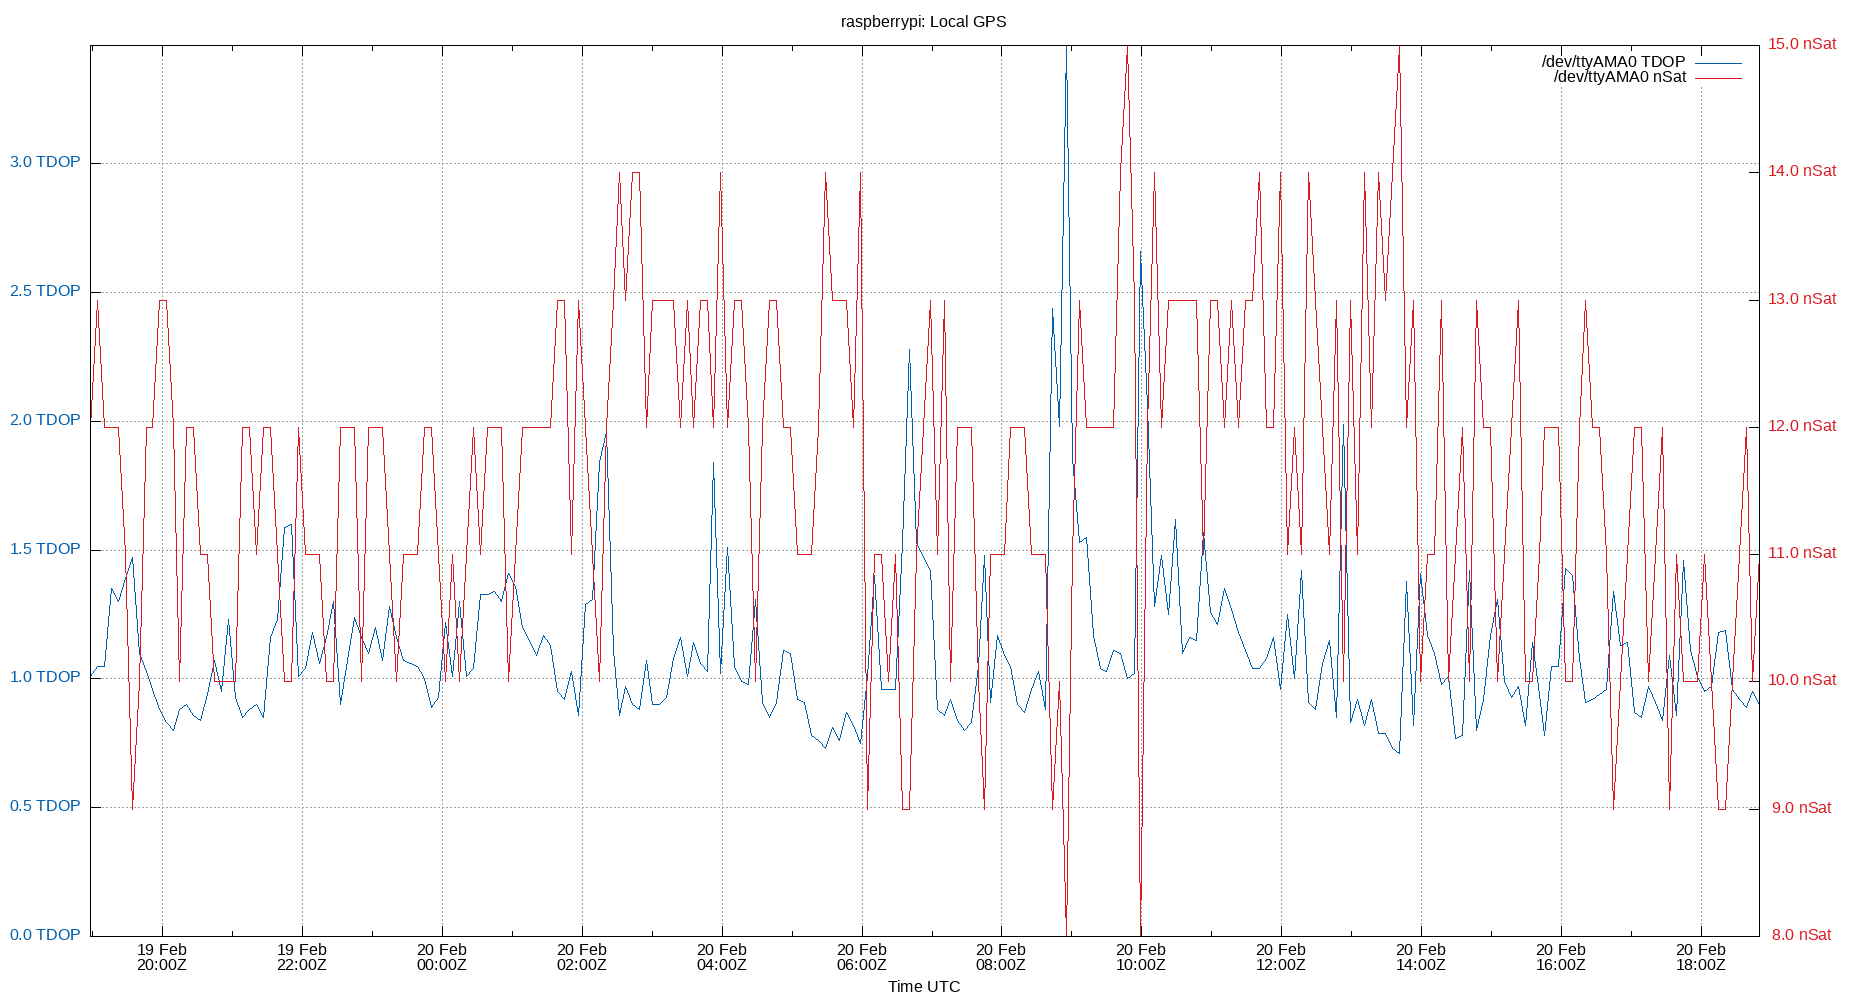 raspberrypi: Local GPS
/dev/ttyAMA0 TDOP
/dev/ttyAMA0 nSat
3.0 TDOP
2.5 TDOP
2.0 TDOP
1.5 TDOP
1.0 TDOP
0.5 TDOP
0.0 TDOP
15.0 nSat
14.0 nSat
13.0 nSat
12.0 nSat
11.0 nSat
10.0 nSat
9.0 nSat
8.0 nSat
19 Feb 19 Feb 20 Feb 20 Feb 20 Feb 20 Feb 20 Feb 20 Feb 20 Feb 20 Feb 20 Feb 20 Feb
20:00Z 22:00Z 00:00Z 02:00Z 04:00Z 06:00Z 08:00Z 10:00Z 12:00Z 14:00Z 16:00Z 18:00Z
Time UTC